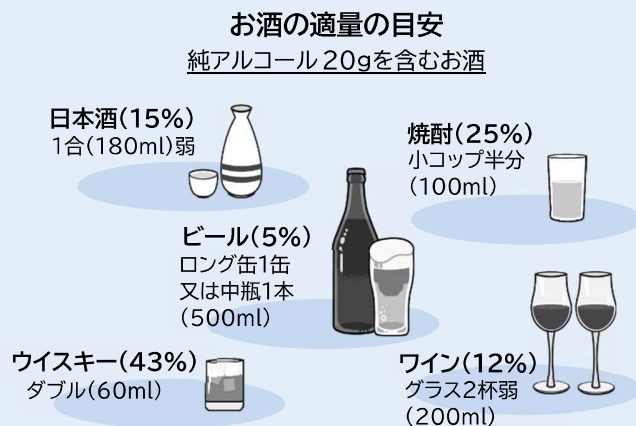 お酒の適量の目安
純アルコール20gを含むお酒
日本酒(15%)
1合(180ml)弱
焼酎(25%)
小コップ半分
(100ml)
ビール(5%)
ロング缶1缶
又は中瓶1本
(500ml)
ウイスキー(43%)
ダブル(60ml)
ワイン(12%)
グラス2杯弱
(200ml)